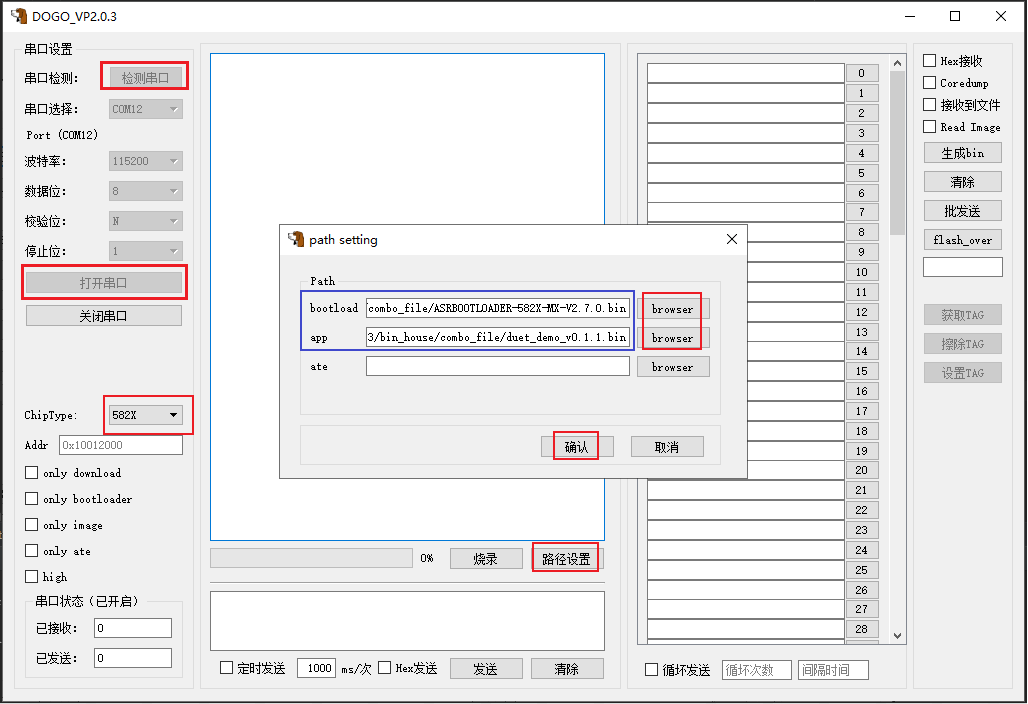 DOGO_VP2.0.3
串口设置
串口检测:
检测串口
串口选择:
COM12
Port (COM12)
波特率:
115200
数据位:
8
校验位:
N
停止位:
1
打开串口
关闭串口
ChipType:
582X
Addr
0x10012000
only download
only bootloader
only image
only ate
high
串口状态（已开启）
已接收:
0
已发送:
0
path setting
Path
bootload
combo_file/ASRBOOTLOADER-582X-MX-V2.7.0.bin
browser
app
3/bin_house/combo_file/duet_demo_v0.1.1.bin
browser
ate
browser
确认
取消
0%
烧录
路径设置
定时发送
1000
ms/次
Hex发送
发送
清除
0
1
2
3
4
5
6
7
8
9
10
11
12
13
14
15
16
17
18
19
20
21
22
23
24
25
26
27
28
循环发送
循环次数
间隔时间
Hex接收
Coredump
接收到文件
Read Image
生成bin
清除
批发送
flash_over
获取TAG
擦除TAG
设置TAG